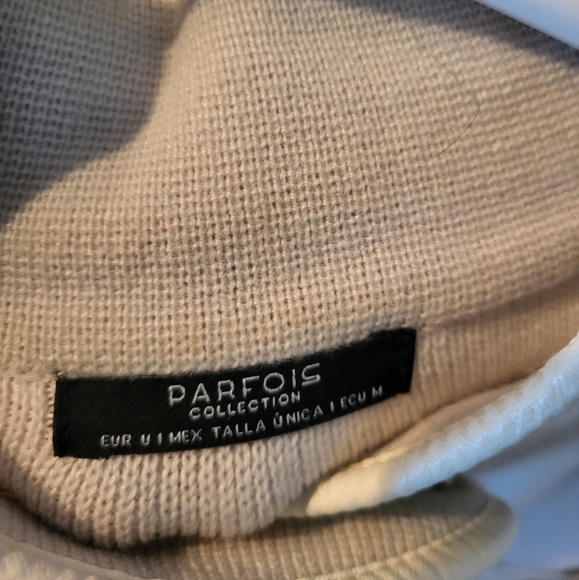 PARFOIS
COLLECTION
EUR U | MEX TALLA ÚNICA | ECU M